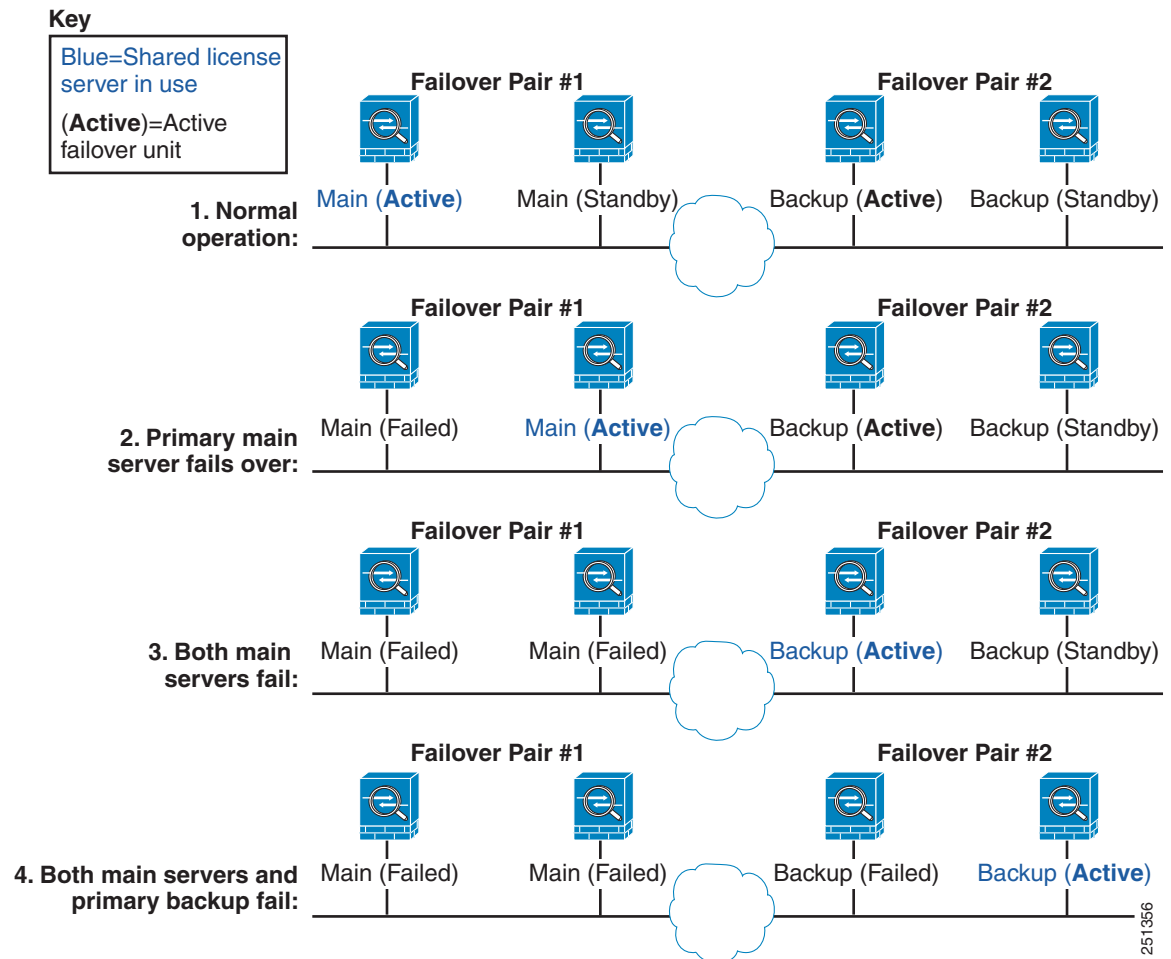 Key
Blue=Shared license
server in use
(Active)=Active
failover unit
Failover Pair #1
Failover Pair #2
1. Normal
operation:
Main (Active)
Main (Standby)
Backup (Active)
Backup (Standby)
Failover Pair #1
Failover Pair #2
2. Primary main
server fails over:
Main (Failed)
Main (Active)
Backup (Active)
Backup (Standby)
Failover Pair #1
Failover Pair #2
3. Both main
servers fail:
Main (Failed)
Main (Failed)
Backup (Active)
Backup (Standby)
Failover Pair #1
Failover Pair #2
4. Both main servers and
primary backup fail:
Main (Failed)
Main (Failed)
Backup (Failed)
Backup (Active)
251356